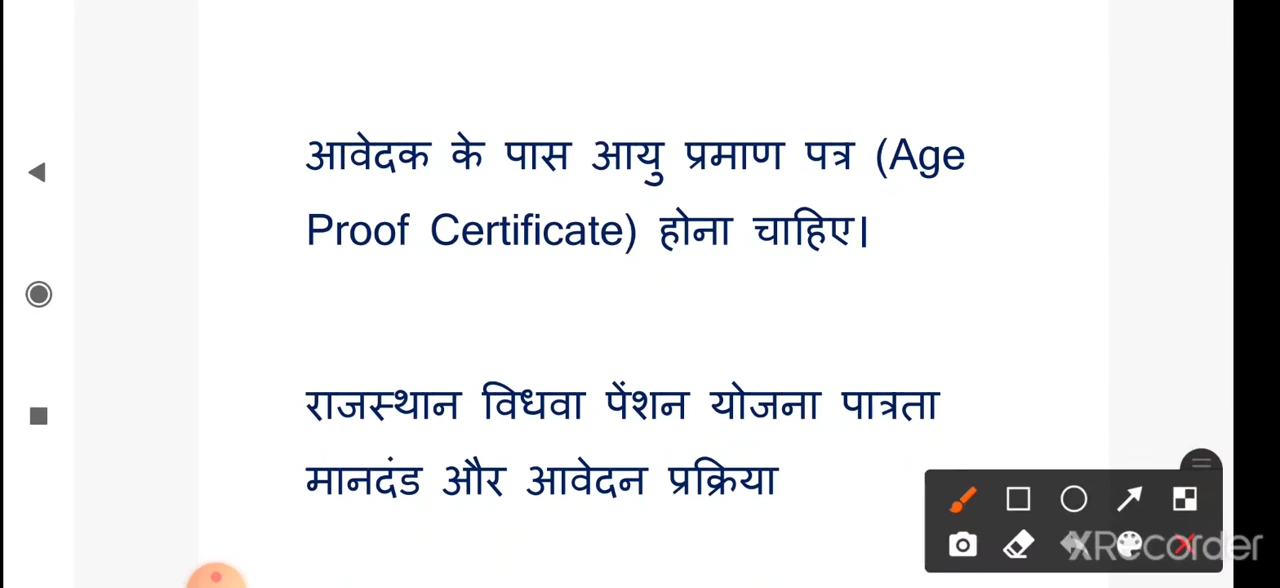 आवेदक के पास आयु प्रमाण पत्र (Age
Proof Certificate) होना चाहिए।
राजस्थान विधवा पेंशन योजना पात्रता
मानदंड और आवेदन प्रक्रिया
XRecorder